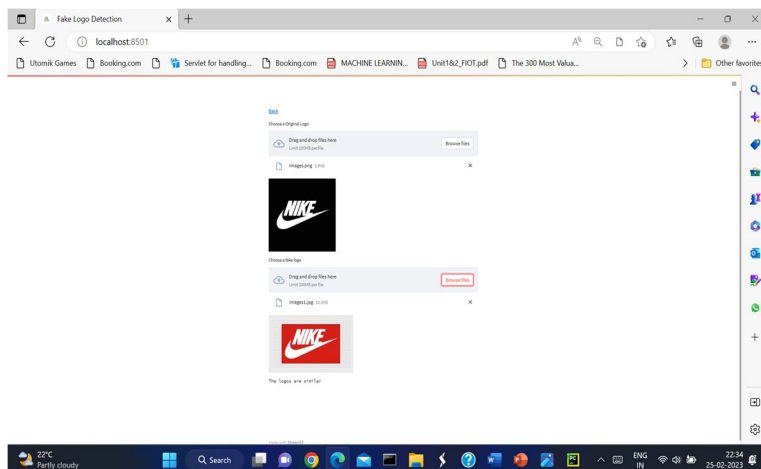 Fake Logo Detection
localhost:8501
Utomik Games
Booking.com
Servlet for handling...
Booking.com
MACHINE LEARNIN...
Unit1&2_FIOT.pdf
The 300 Most Valua...
Other favorites
Back
Choose a Original Logo
Drag and drop files here
Limit 200MB per file
Browse files
images.png
NIKE
Choose a fake logo
Drag and drop files here
Limit 200MB per file
Browse files
images1.jpg
NIKE
The logos are similar
Made with Streamlit
22°C
Partly cloudy
Search
ENG
IN
22:34
25-02-2023